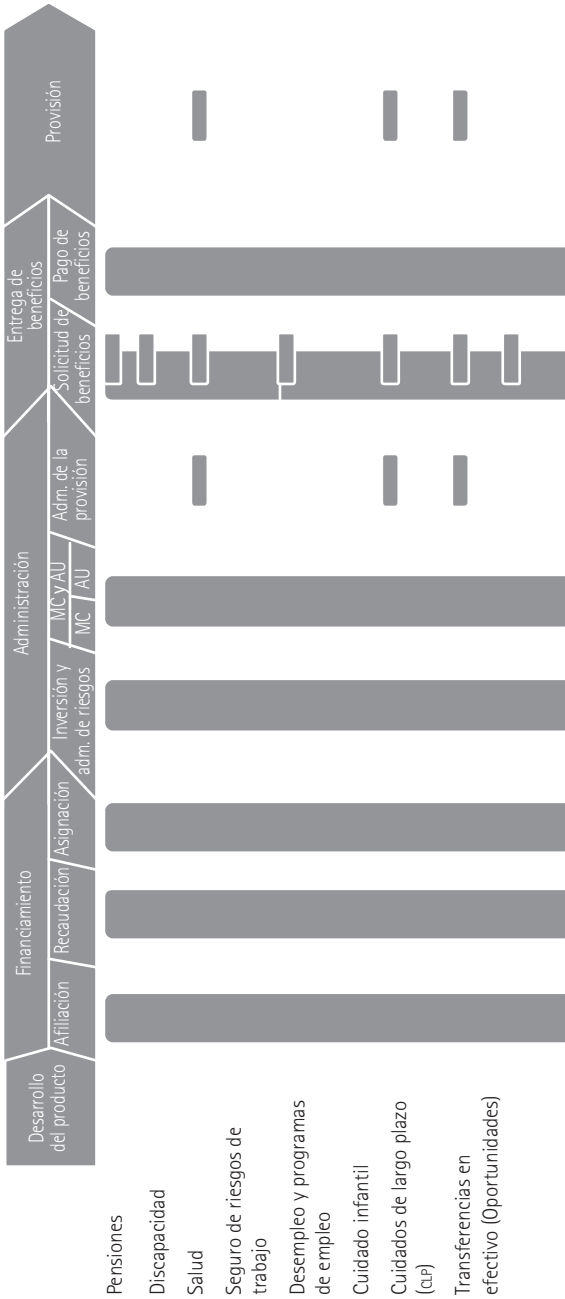 Desarrollo
del producto
Financiamiento
Afiliación
Recaudación
Asignación
Administración
Inversión y
adm. de riesgos
MC y AU
MC
AU
Adm. de la
provisión
Entrega de
beneficios
Solicitud de
beneficios
Pago de
beneficios
Provisión
Pensiones
Discapacidad
Salud
Seguro de riesgos de
trabajo
Desempleo y programas
de empleo
Cuidado infantil
Cuidados de largo plazo
(CLP)
Transferencias en
efectivo (Oportunidades)